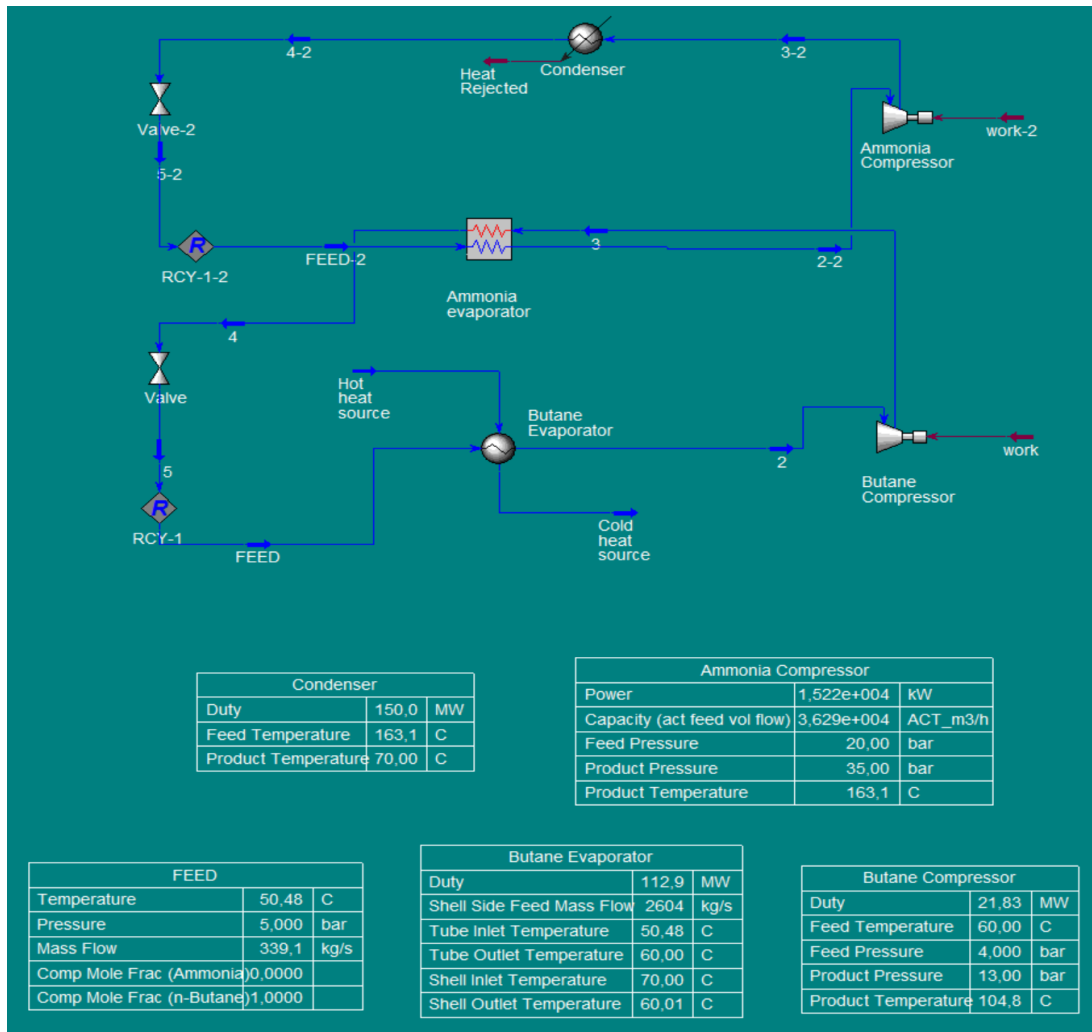 4-2
3-2
Heat
Rejected
Condenser
Valve-2
Ammonia
Compressor
work-2
5-2
R
RCY-1-2
FEED-2
3
2-2
Ammonia
evaporator
4
Valve
Hot
heat
source
Butane
Evaporator
5
2
work
Butane
Compressor
R
RCY-1
FEED
Cold
heat
source
Condenser
Duty 150,0 MW
Feed Temperature 163,1 C
Product Temperature 70,00 C
Ammonia Compressor
Power 1,522e+004 kW
Capacity (act feed vol flow) 3,629e+004 ACT_m3/h
Feed Pressure 20,00 bar
Product Pressure 35,00 bar
Product Temperature 163,1 C
FEED
Temperature 50,48 C
Pressure 5,000 bar
Mass Flow 339,1 kg/s
Comp Mole Frac (Ammonia) 0,0000
Comp Mole Frac (n-Butane) 1,0000
Butane Evaporator
Duty 112,9 MW
Shell Side Feed Mass Flow 2604 kg/s
Tube Inlet Temperature 50,48 C
Tube Outlet Temperature 60,00 C
Shell Inlet Temperature 70,00 C
Shell Outlet Temperature 60,01 C
Butane Compressor
Duty 21,83 MW
Feed Temperature 60,00 C
Feed Pressure 4,000 bar
Product Pressure 13,00 bar
Product Temperature 104,8 C